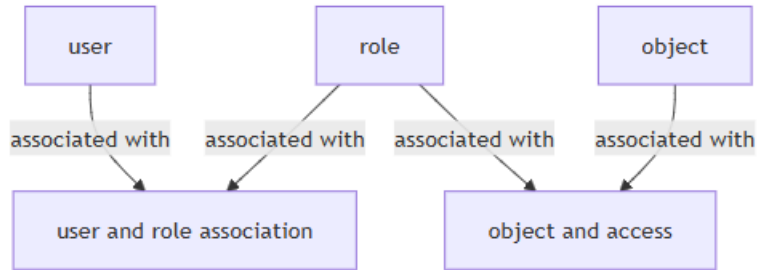 user
role
object
associated with
associated with
associated with
associated with
user and role association
object and access